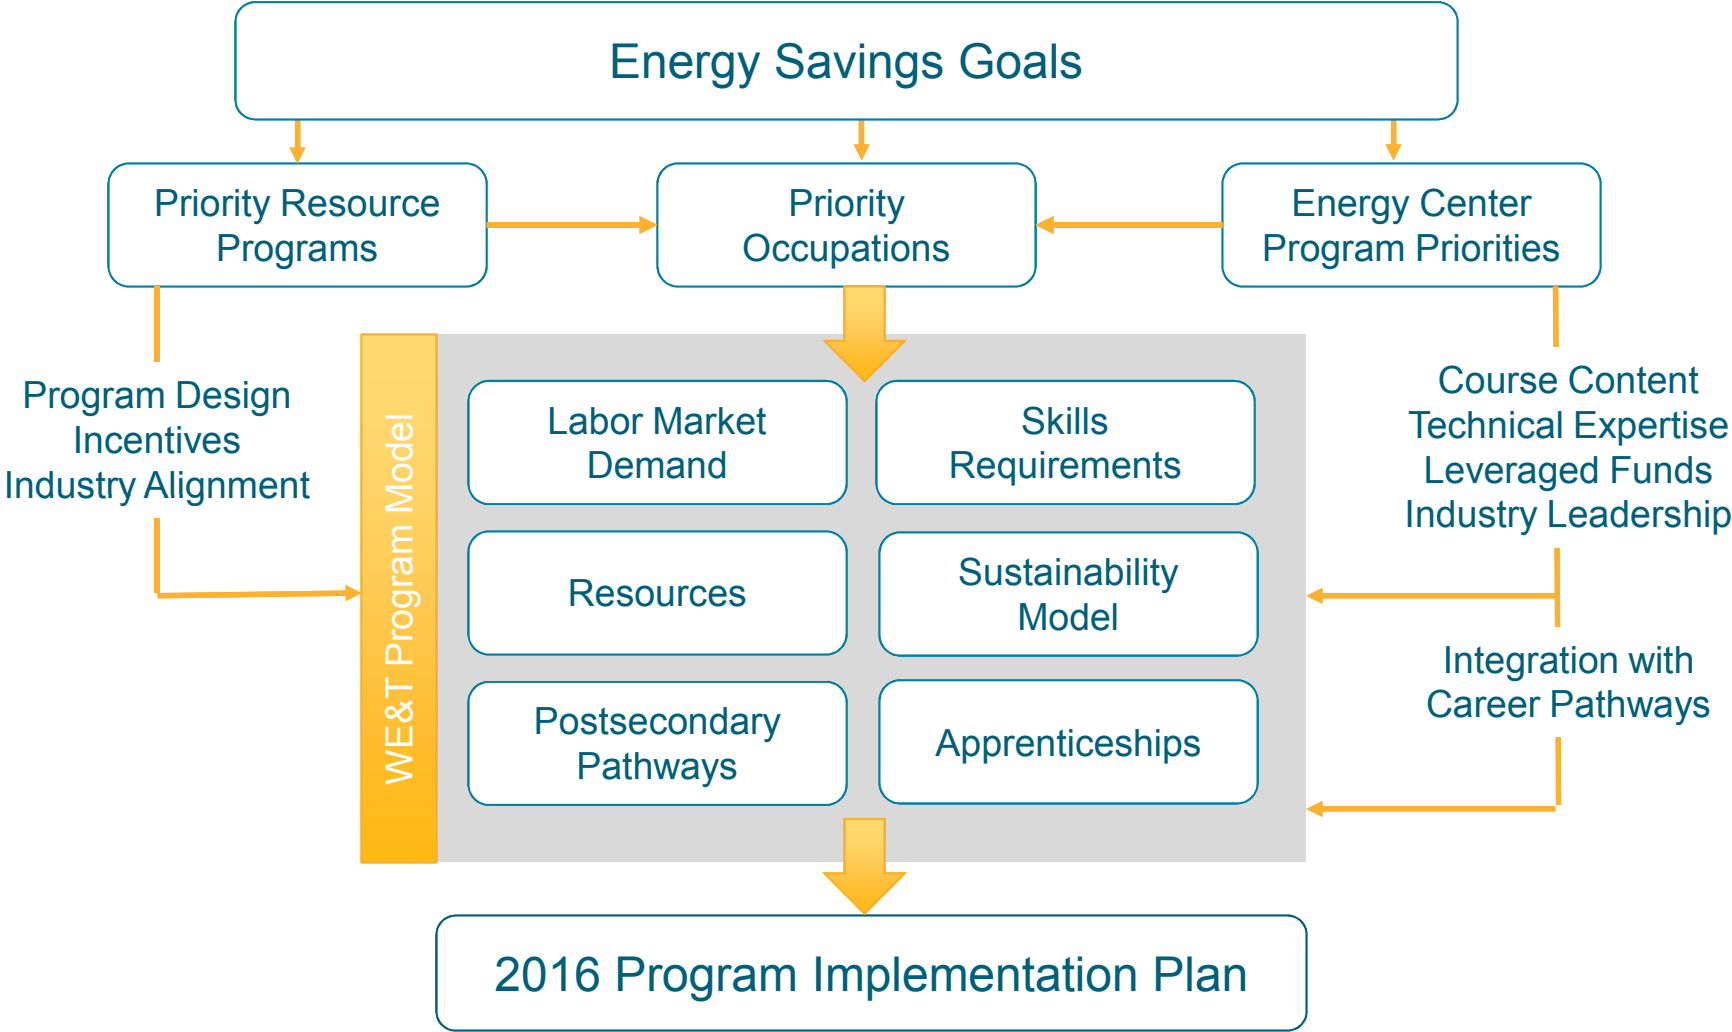 Energy Savings Goals
Priority Resource
Programs
Priority
Occupations
Energy Center
Program Priorities
Program Design
Incentives
Industry Alignment
WE&T Program Model
Labor Market
Demand
Skills
Requirements
Resources
Sustainability
Model
Postsecondary
Pathways
Apprenticeships
Course Content
Technical Expertise
Leveraged Funds
Industry Leadership
Integration with
Career Pathways
2016 Program Implementation Plan